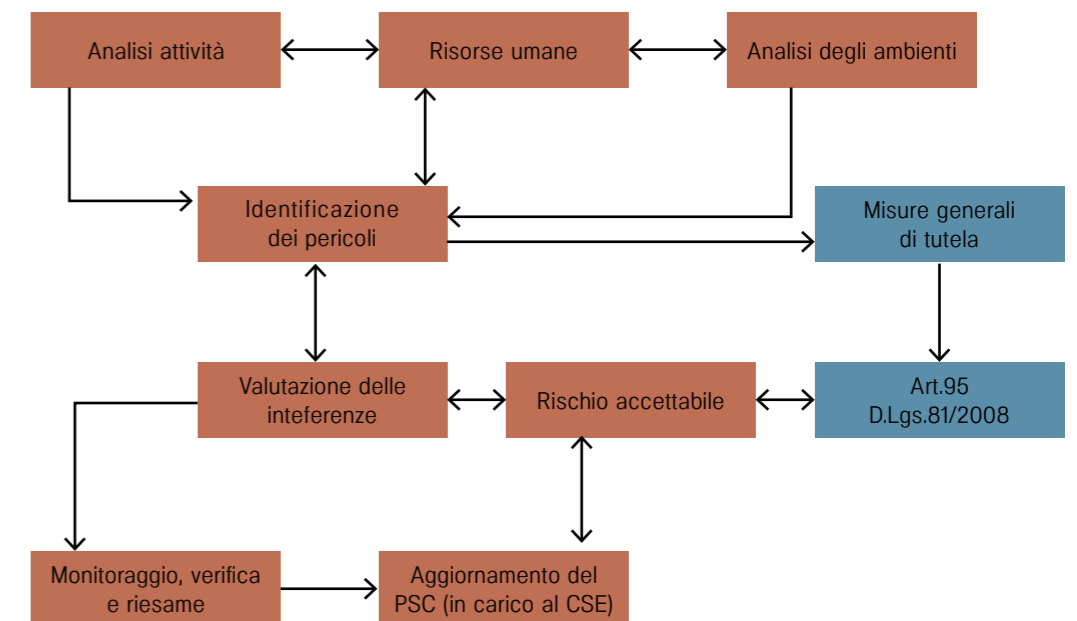 Analisi attività
Risorse umane
Analisi degli ambienti
Identificazione
dei pericoli
Misure generali
di tutela
Valutazione delle
inteferenze
Rischio accettabile
Art.95
D.Lgs.81/2008
Monitoraggio, verifica
e riesame
Aggiornamento del
PSC (in carico al CSE)